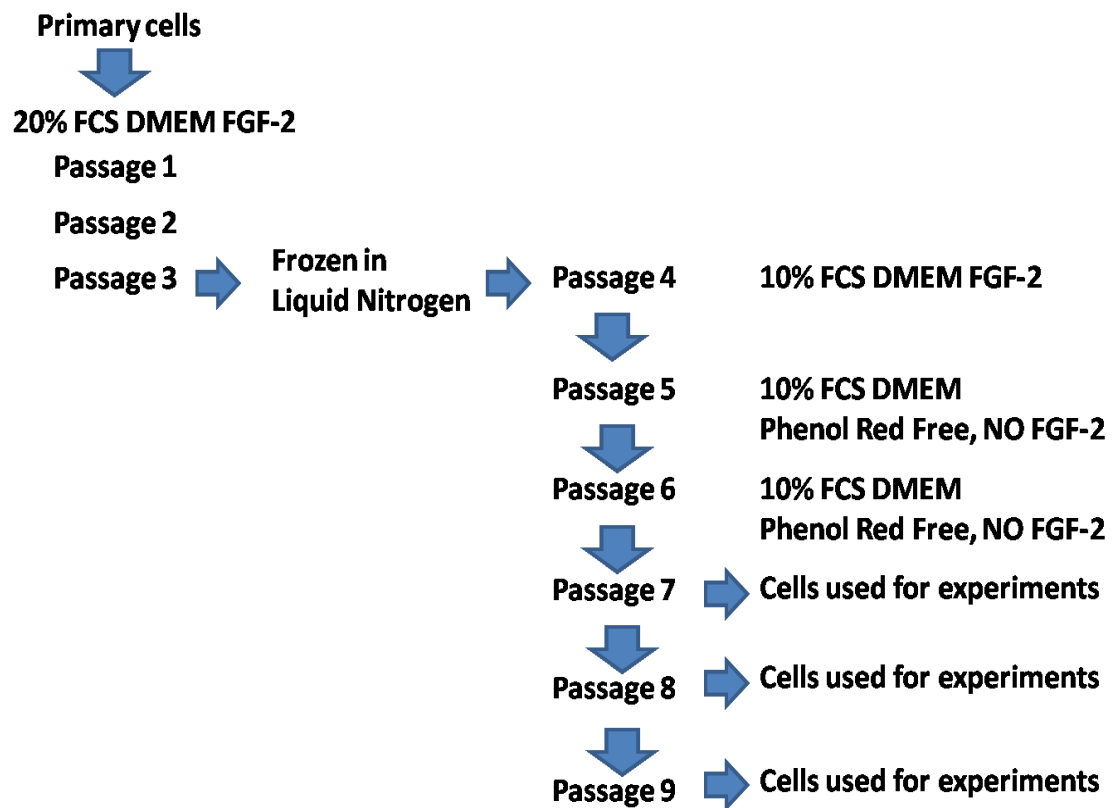 Primary cells
20% FCS DMEM FGF-2
Passage 1
Passage 2
Passage 3
Frozen in
Liquid Nitrogen
Passage 4
10% FCS DMEM FGF-2
Passage 5
10% FCS DMEM
Phenol Red Free, NO FGF-2
Passage 6
10% FCS DMEM
Phenol Red Free, NO FGF-2
Passage 7
Cells used for experiments
Passage 8
Cells used for experiments
Passage 9
Cells used for experiments